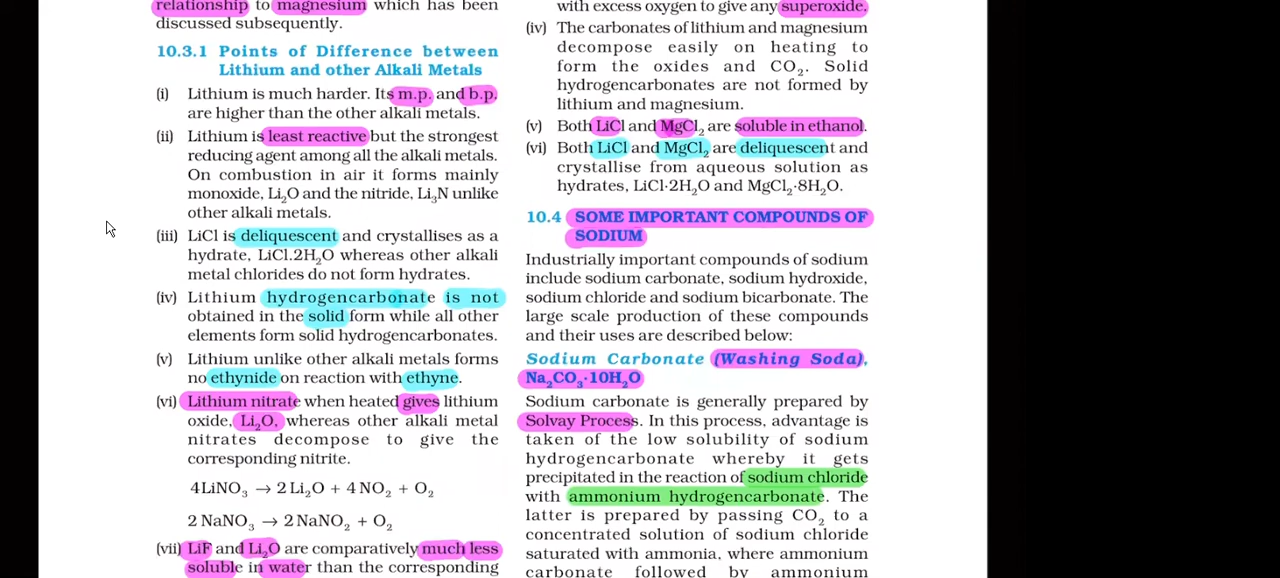 relationship to magnesium which has been
discussed subsequently.
10.3.1 Points of Difference between
Lithium and other Alkali Metals
(i) Lithium is much harder. Its m.p. and b.p.
are higher than the other alkali metals.
(ii) Lithium is least reactive but the strongest
reducing agent among all the alkali metals.
On combustion in air it forms mainly
monoxide, Li₂O and the nitride, Li₃N unlike
other alkali metals.
(iii) LiCl is deliquescent and crystallises as a
hydrate, LiCl.2H₂O whereas other alkali
metal chlorides do not form hydrates.
(iv) Lithium hydrogencarbonate is not
obtained in the solid form while all other
elements form solid hydrogencarbonates.
(v) Lithium unlike other alkali metals forms
no ethynide on reaction with ethyne.
(vi) Lithium nitrate when heated gives lithium
oxide, Li₂O, whereas other alkali metal
nitrates decompose to give the
corresponding nitrite.
4LiNO₃ → 2 Li₂O + 4 NO₂ + O₂
2 NaNO₃ → 2 NaNO₂ + O₂
(vii) LiF and Li₂O are comparatively much less
soluble in water than the corresponding
with excess oxygen to give any superoxide.
(iv) The carbonates of lithium and magnesium
decompose easily on heating to
form the oxides and CO₂. Solid
hydrogencarbonates are not formed by
lithium and magnesium.
(v) Both LiCl and MgCl₂ are soluble in ethanol.
(vi) Both LiCl and MgCl₂ are deliquescent and
crystallise from aqueous solution as
hydrates, LiCl·2H₂O and MgCl₂·8H₂O.
10.4 SOME IMPORTANT COMPOUNDS OF
SODIUM
Industrially important compounds of sodium
include sodium carbonate, sodium hydroxide,
sodium chloride and sodium bicarbonate. The
large scale production of these compounds
and their uses are described below:
Sodium Carbonate (Washing Soda),
Na₂CO₃·10H₂O
Sodium carbonate is generally prepared by
Solvay Process. In this process, advantage is
taken of the low solubility of sodium
hydrogencarbonate whereby it gets
precipitated in the reaction of sodium chloride
with ammonium hydrogencarbonate. The
latter is prepared by passing CO₂ to a
concentrated solution of sodium chloride
saturated with ammonia, where ammonium
carbonate followed by ammonium